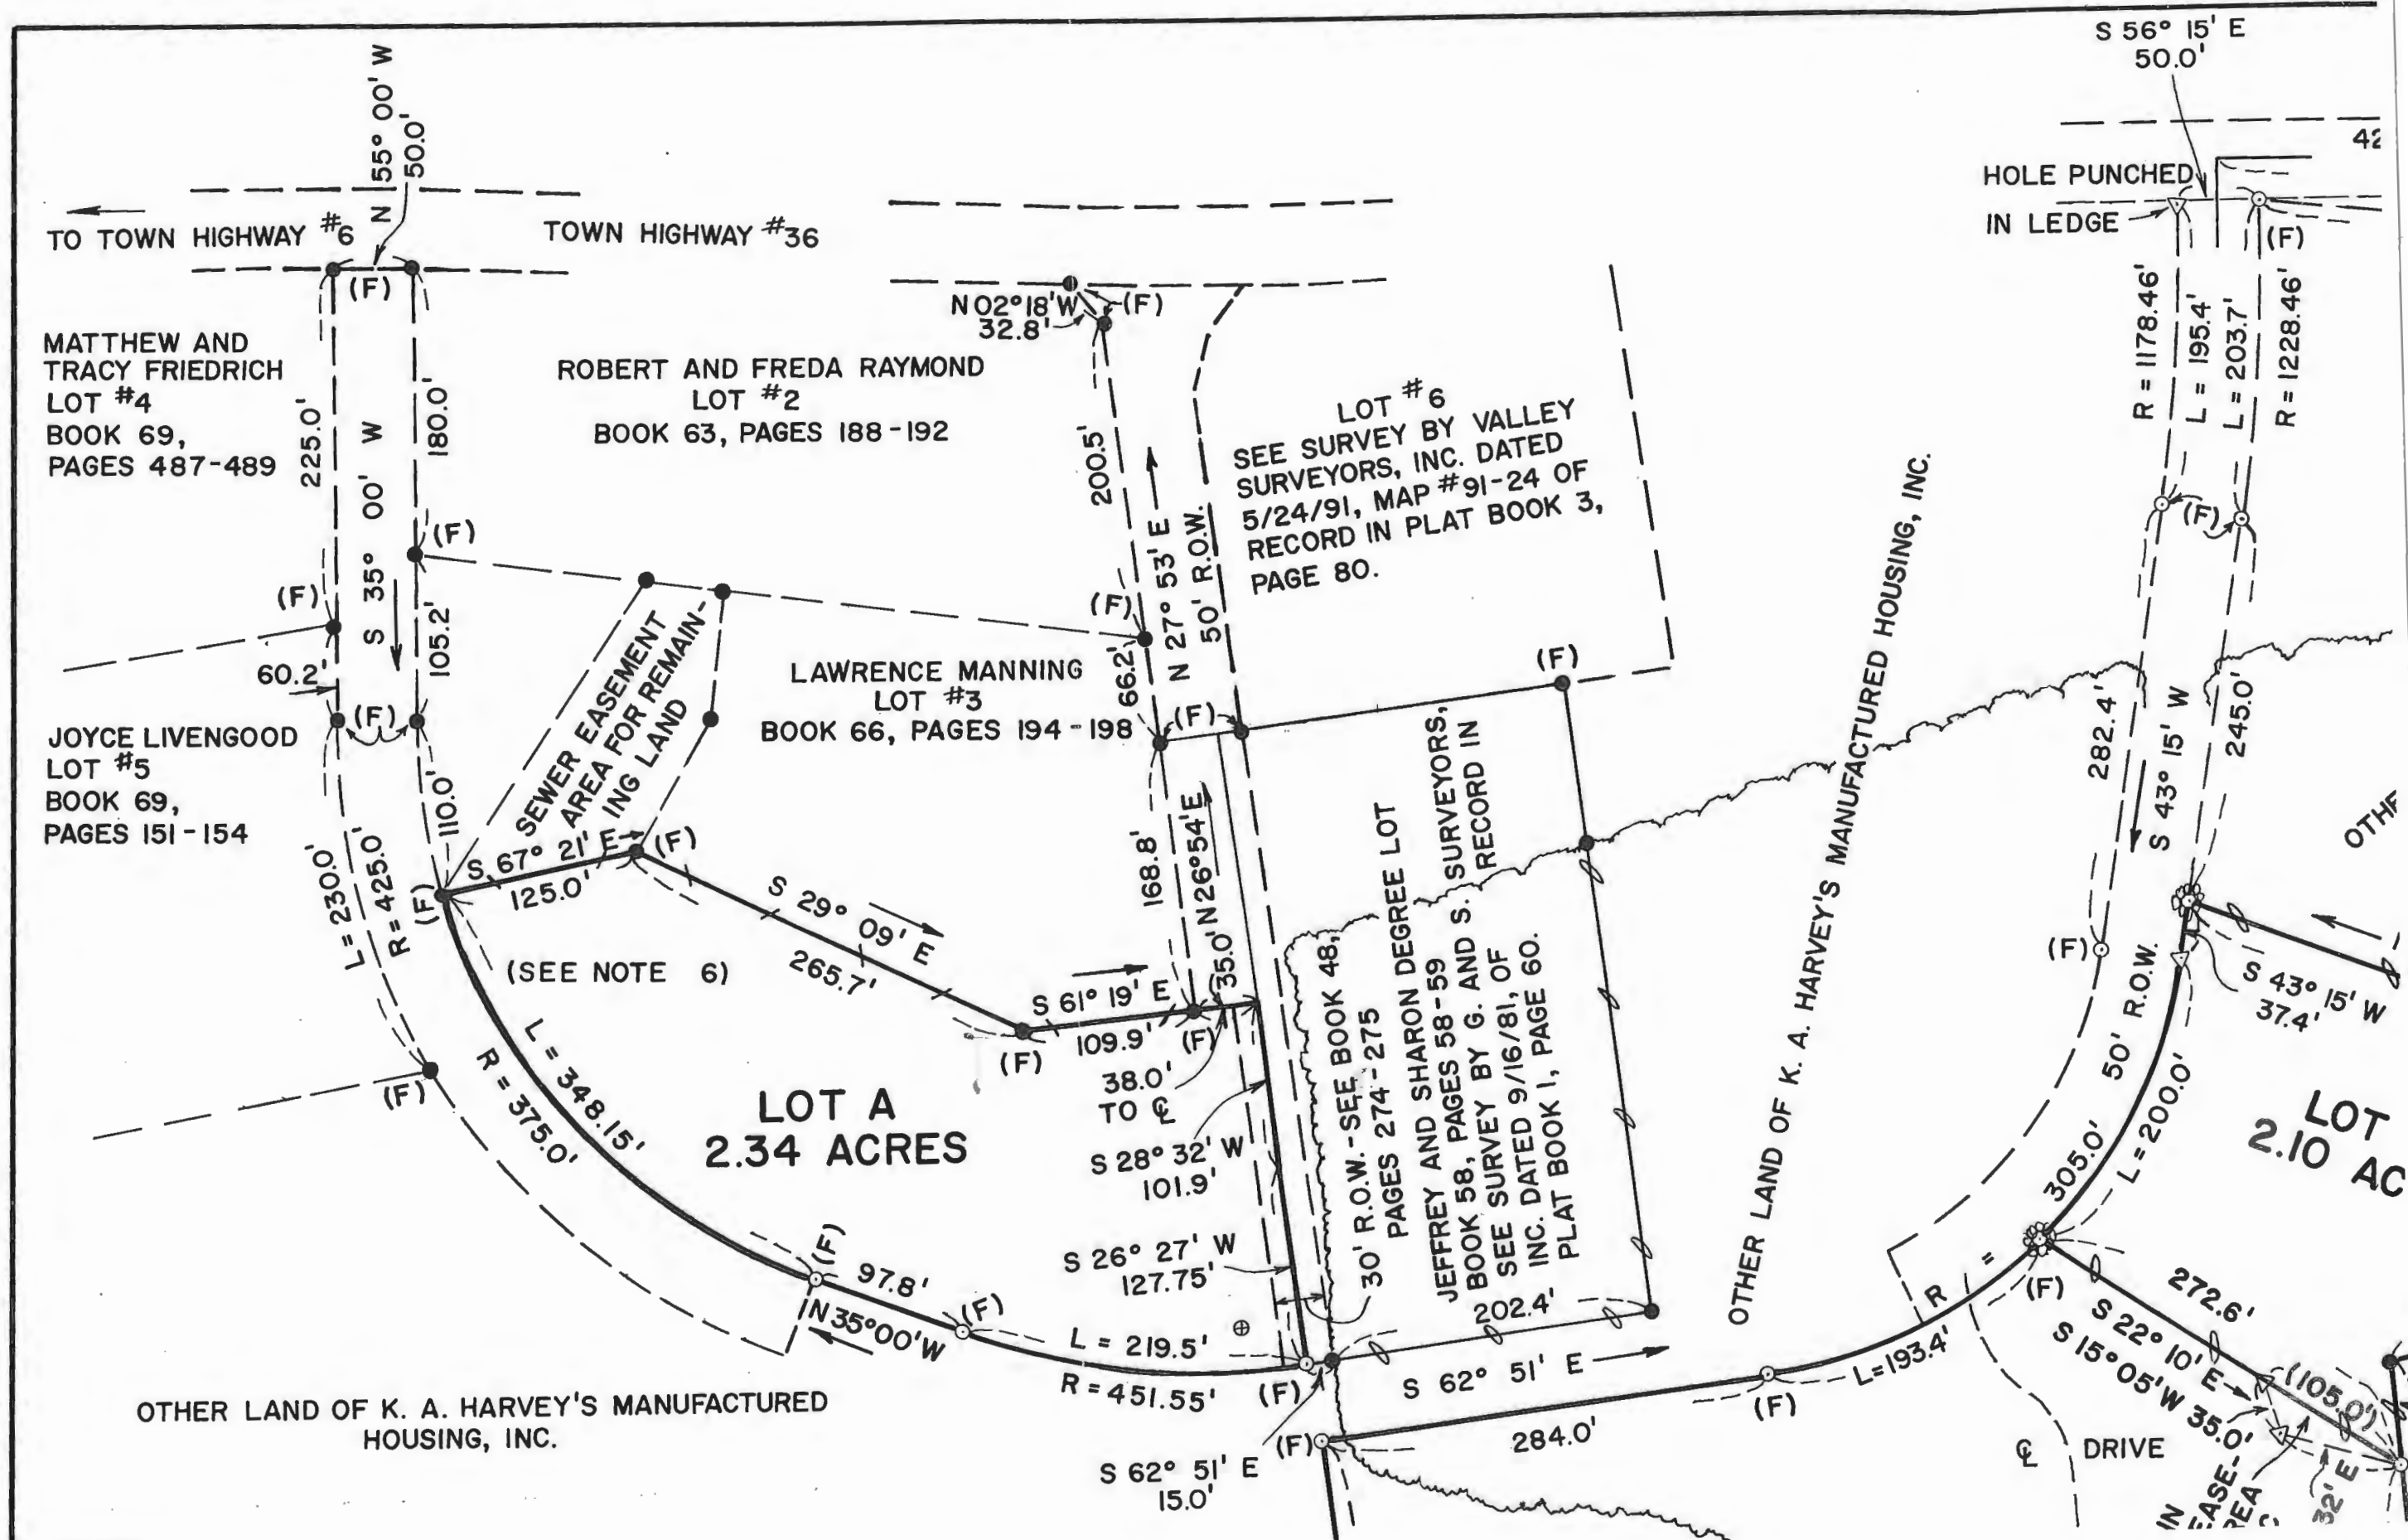 N 55° 00' W
50.0'
TO TOWN HIGHWAY #6
TOWN HIGHWAY #36
(F)
MATTHEW AND
TRACY FRIEDRICH
LOT #4
BOOK 69,
PAGES 487-489
225.0'
S 35° 00' W
180.0'
ROBERT AND FREDA RAYMOND
LOT #2
BOOK 63, PAGES 188-192
N 02°18'W
32.8'
(F)
200.5'
N 27° 53' E
50' R.O.W.
LOT #6
SEE SURVEY BY VALLEY
SURVEYORS, INC. DATED
5/24/91, MAP #91-24 OF
RECORD IN PLAT BOOK 3,
PAGE 80.
S 56° 15' E
50.0'
42
HOLE PUNCHED
IN LEDGE
(F)
R = 1178.46'
L = 195.4'
L = 203.7'
R = 1228.46'
(F)
(F)
(F)
60.2'
105.2'
(F)
JOYCE LIVENGOOD
LOT #5
BOOK 69,
PAGES 151-154
110.0'
SEWER EASEMENT
AREA FOR REMAIN-
ING LAND
LAWRENCE MANNING
LOT #3
BOOK 66, PAGES 194-198
(F)
66.2'
(F)
(F)
L = 230.0'
R = 425.0'
(F)
S 67° 21' E
125.0'
(F)
S 29° 09' E
265.7'
(SEE NOTE 6)
168.8'
N 26° 54' E
35.0'
S 61° 19' E
109.9'
(F)
(F)
38.0'
TO ℄
(F)
L = 348.15'
R = 375.0'
LOT A
2.34 ACRES
S 28° 32' W
101.9'
S 26° 27' W
127.75'
30' R.O.W.-SEE BOOK 48,
PAGES 274-275
JEFFREY AND SHARON DEGREE LOT
BOOK 58, PAGES 58-59
SEE SURVEY BY G. AND S. SURVEYORS,
INC. DATED 9/16/81, OF RECORD IN
PLAT BOOK 1, PAGE 60.
OTHER LAND OF K. A. HARVEY'S MANUFACTURED HOUSING, INC.
282.4'
S 43° 15' W
245.0'
(F)
50' R.O.W.
S 43° 15' W
37.4'
LOT
2.10 AC
R = 305.0'
L = 200.0'
(F)
97.8'
N 35°00'W
(F)
L = 219.5'
R = 451.55'
(F)
202.4'
S 62° 51' E
S 62° 51' E
15.0'
(F)
284.0'
(F)
L=193.4'
(F)
272.6'
S 22° 10' E
S 15° 05' W 35.0'
(105.0')
32' E
℄ DRIVE
OTHER LAND OF K. A. HARVEY'S MANUFACTURED
HOUSING, INC.